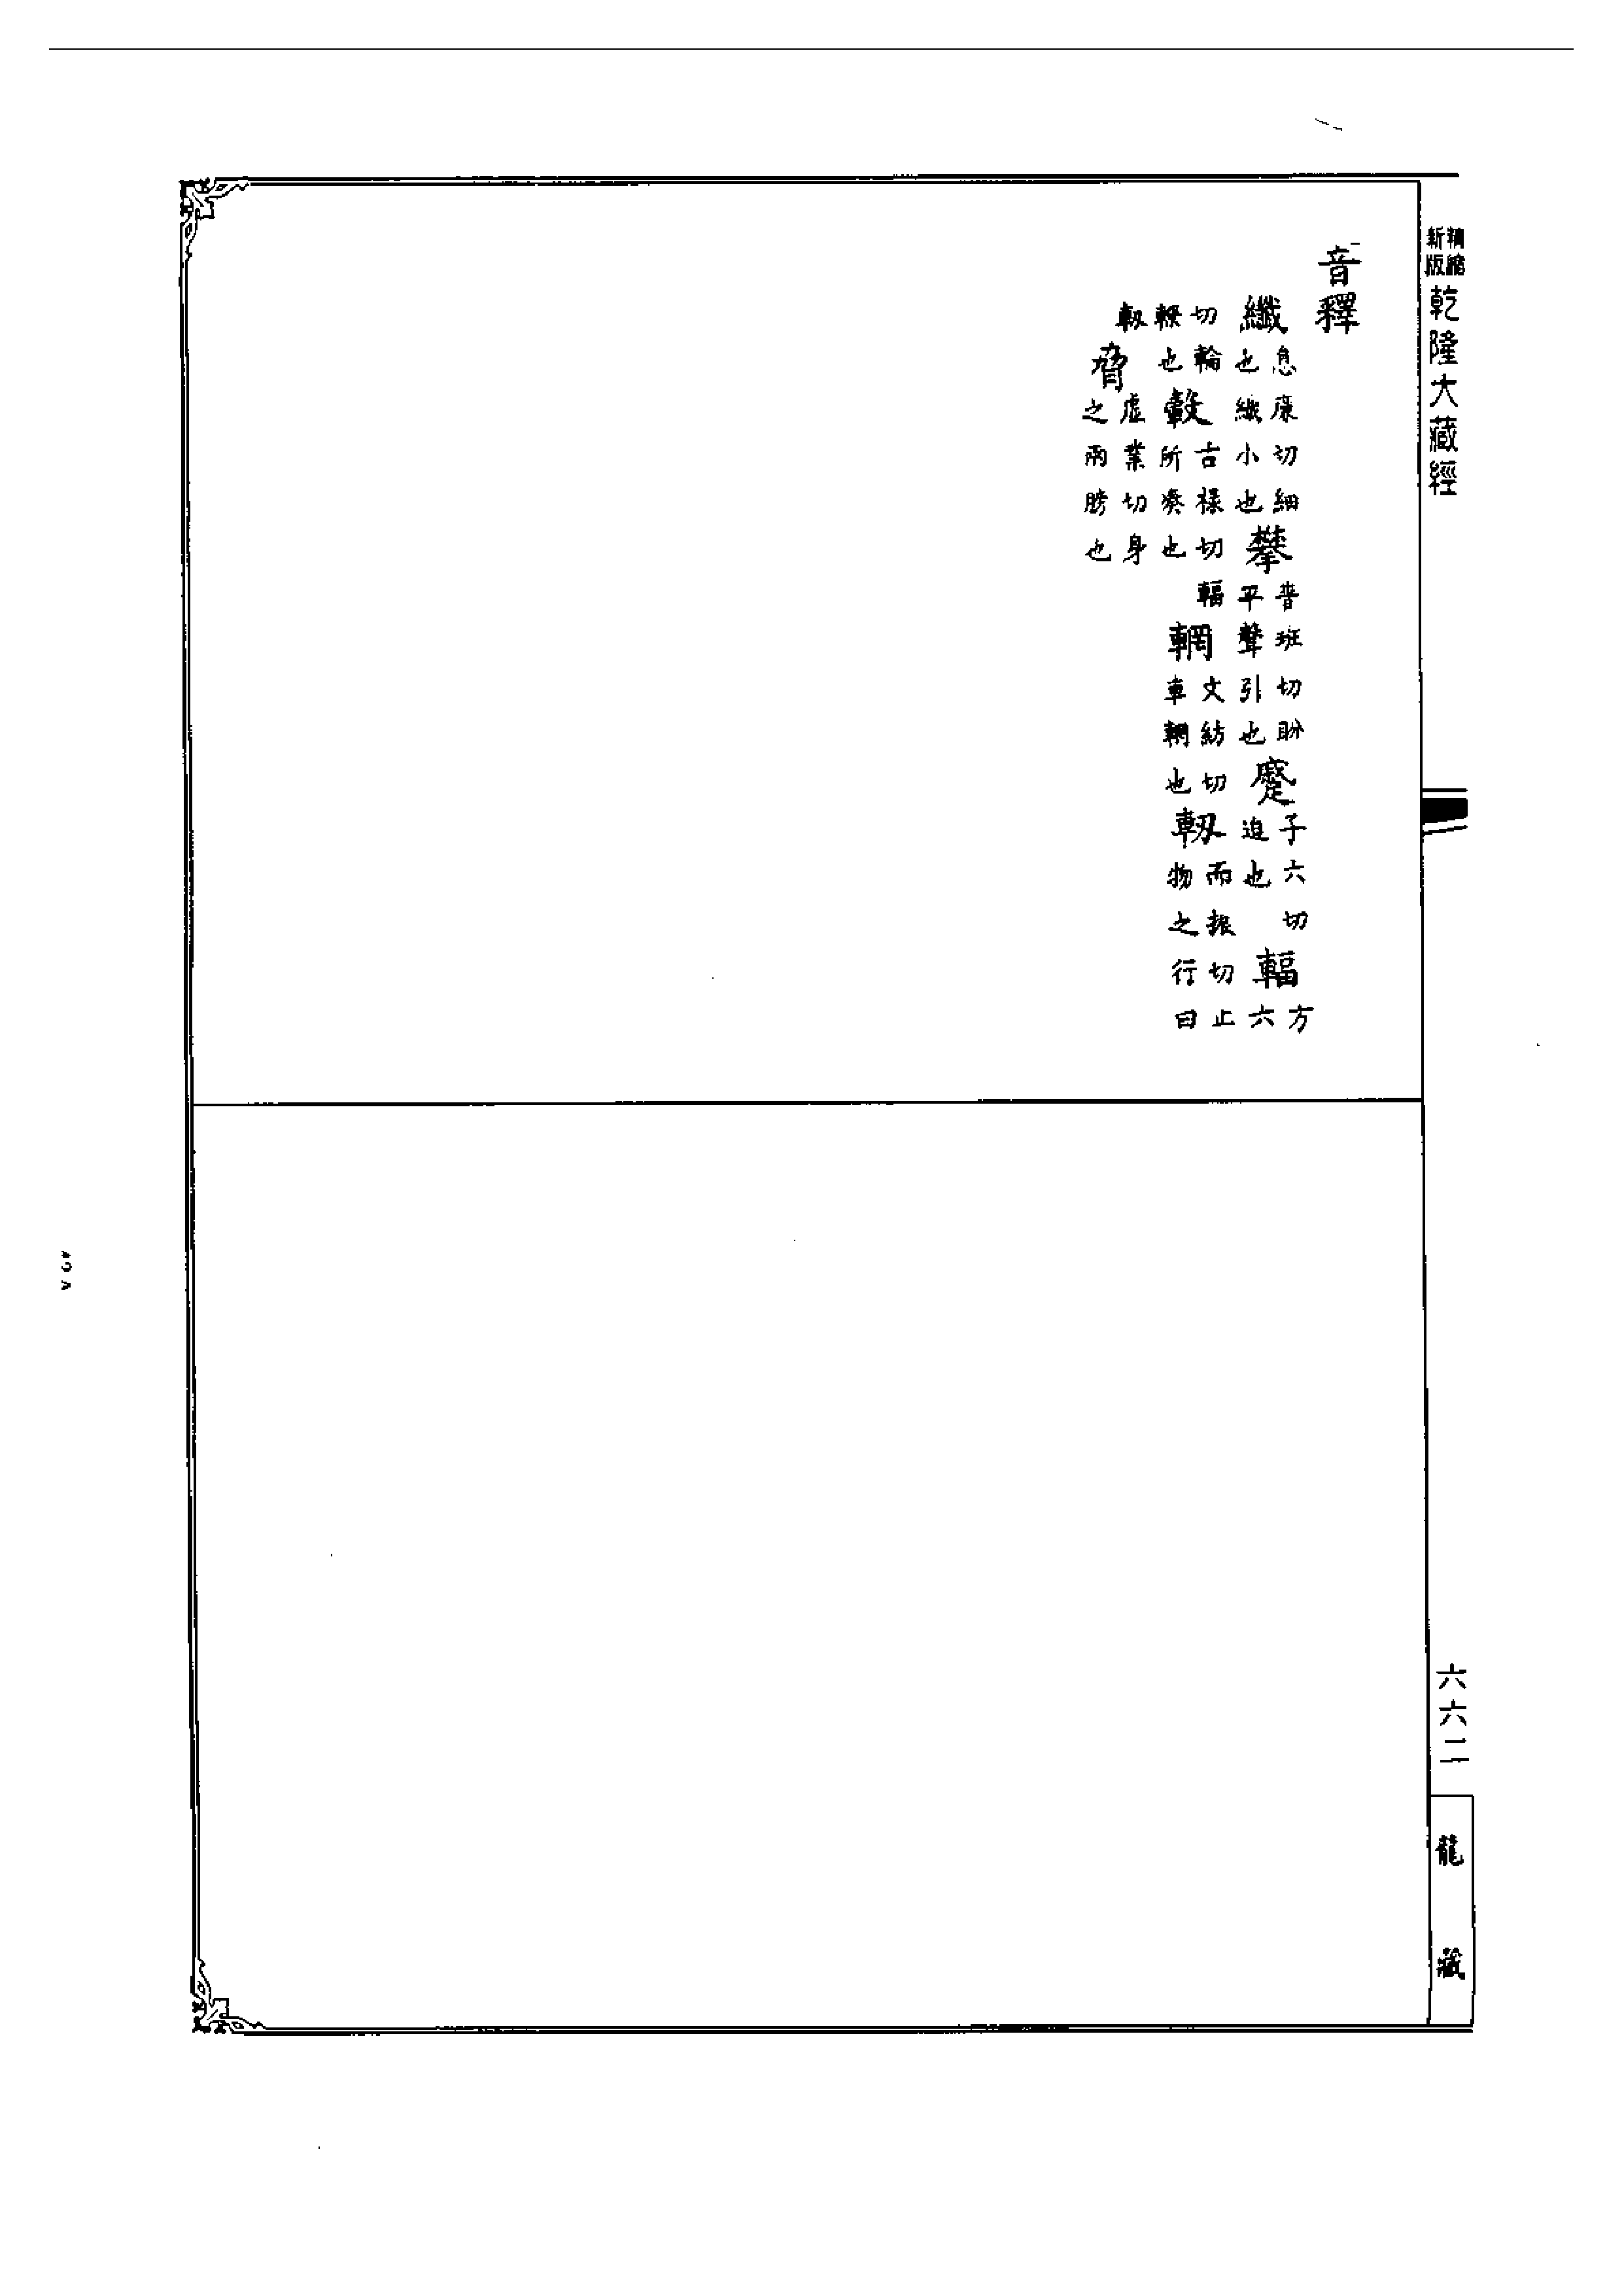 精縮新版 乾隆大藏經
六六二
龍藏
音釋
纖 息廉切細也纖小也 攀 普班切盼平聲引也 蹙 子六切迫也 輻 方六
切輪轑也 轂 古祿切輻所湊也 輞 文紡切車輞也 軔 而振切止物之行曰
軔 脅 虛業切身之兩膀也